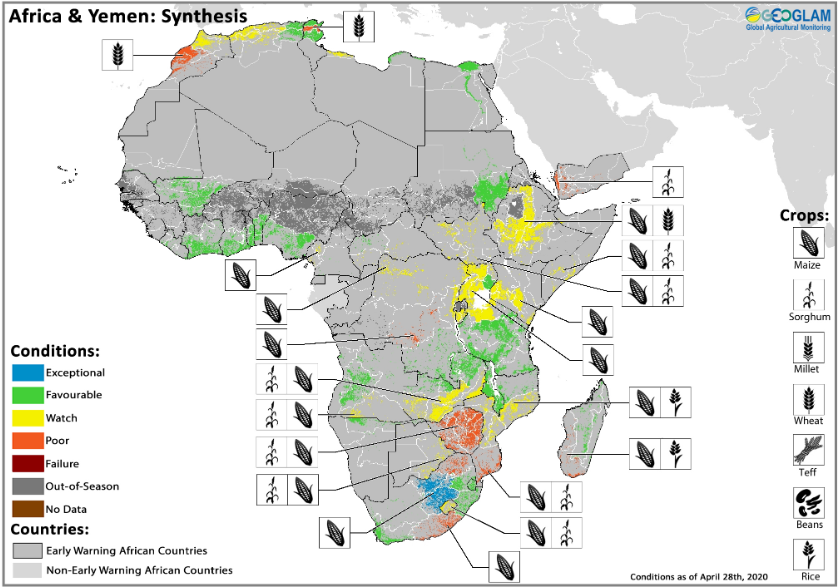 Africa & Yemen: Synthesis
GEOGLAM
Global Agricultural Monitoring
Crops:
Maize
Sorghum
Millet
Wheat
Teff
Beans
Rice
Conditions:
Exceptional
Favourable
Watch
Poor
Failure
Out-of-Season
No Data
Countries:
Early Warning African Countries
Non-Early Warning African Countries
Conditions as of April 28th, 2020